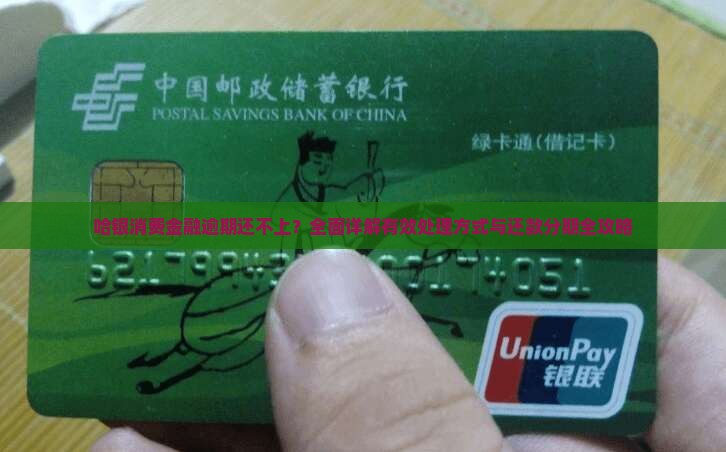 中国邮政储蓄银行
POSTAL SAVINGS BANK OF CHINA
绿卡通(借记卡)
哈银消费金融逾期还不上？全面详解有效处理方式与还款分期全攻略
621799 74051
UnionPay
银联